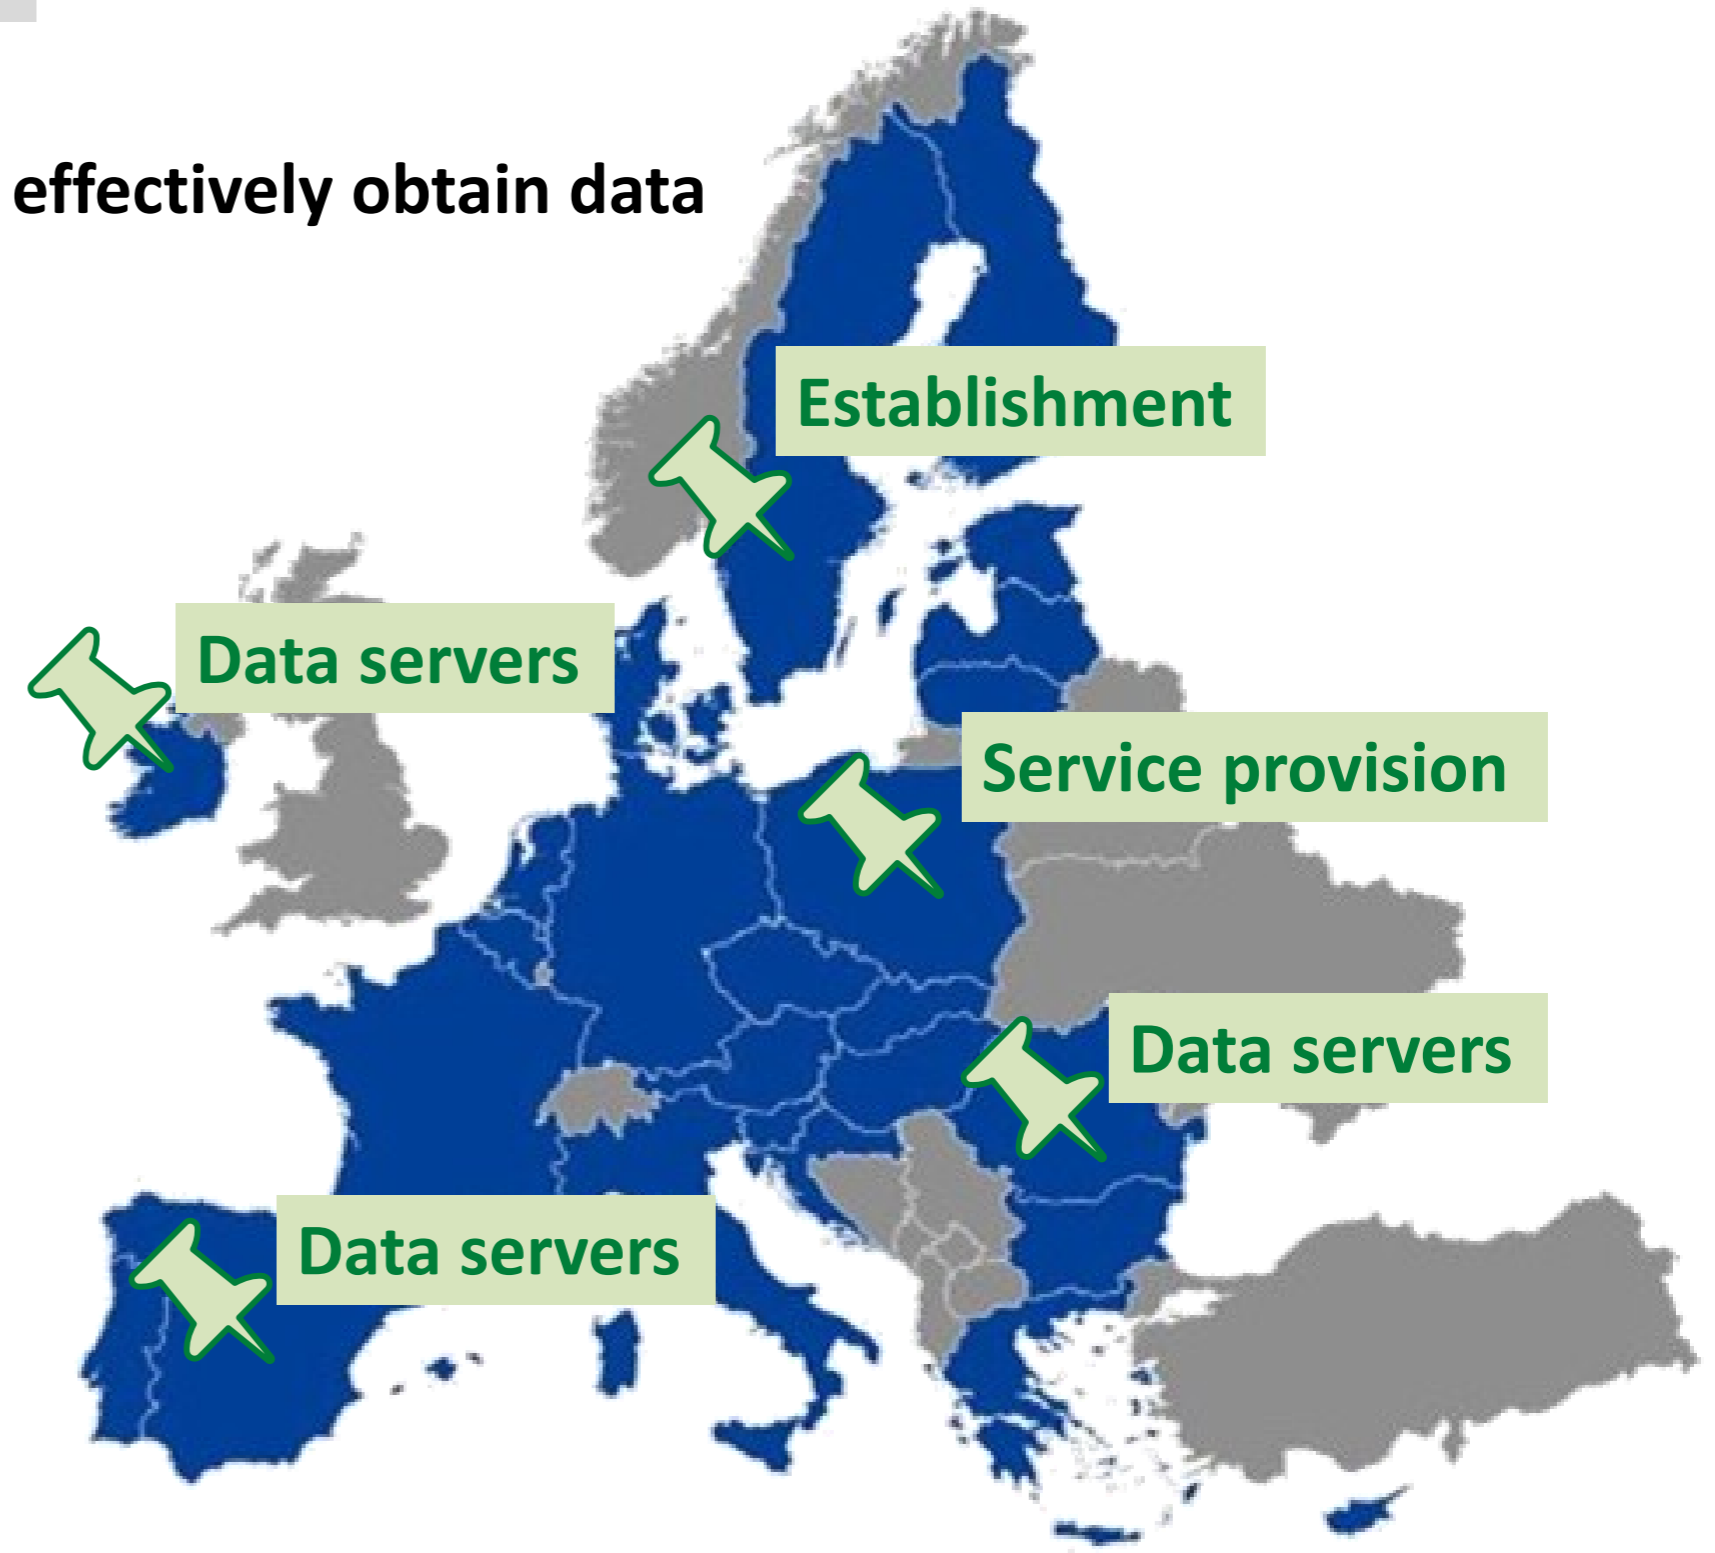 effectively obtain data
Establishment
Data servers
Service provision
Data servers
Data servers